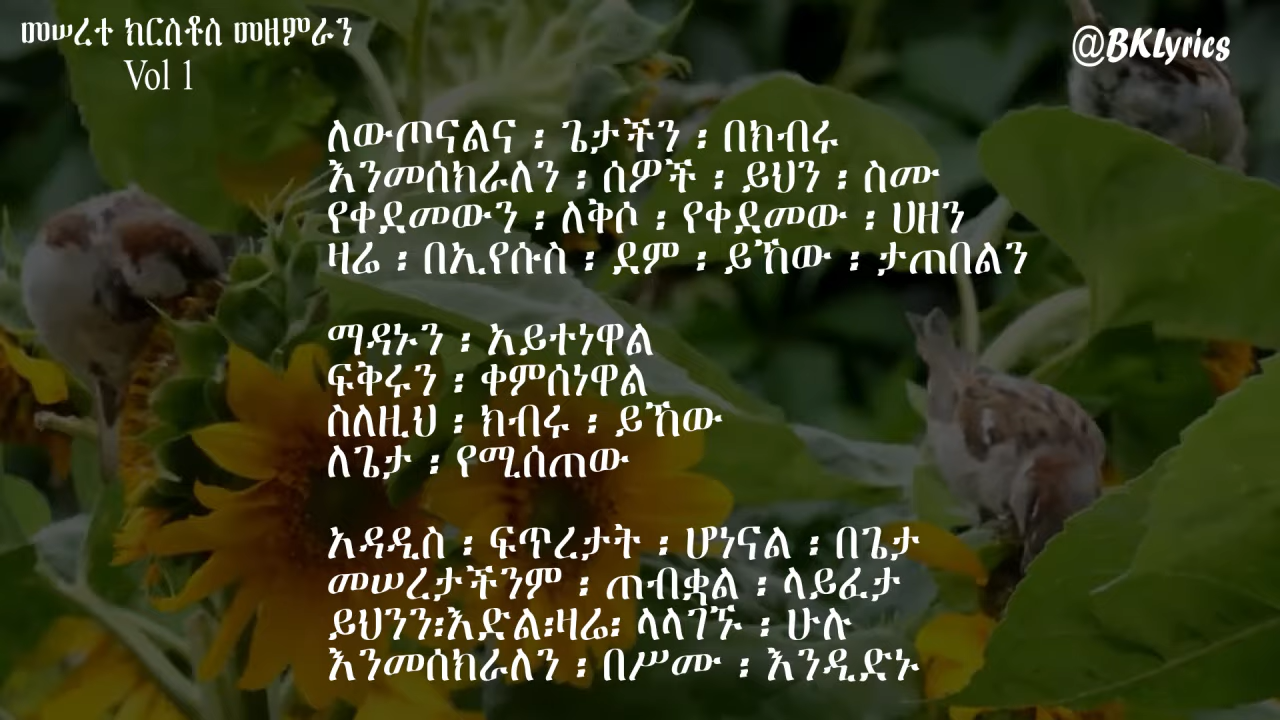 መሠረተ ክርስቶስ መዘምራን
Vol 1
@BKLyrics
ለውጦናልና ፡ ጌታችን ፡ በክብሩ
እንመሰክራለን ፡ ሰዎች ፡ ይህን ፡ ስሙ
የቀደመውን ፡ ለቅሶ ፡ የቀደመው ፡ ሀዘን
ዛሬ ፡ በኢየሱስ ፡ ደም ፡ ይኸው ፡ ታጠበልን
ማዳኑን ፡ አይተነዋል
ፍቅሩን ፡ ቀምሰነዋል
ስለዚህ ፡ ክብሩ ፡ ይኸው
ለጌታ ፡ የሚሰጠው
አዳዲስ ፡ ፍጥረታት ፡ ሆነናል ፡ በጌታ
መሠረታችንም ፡ ጠብቋል ፡ ላይፈታ
ይህንን፡እድል፡ዛሬ፡ ላላገኙ ፡ ሁሉ
እንመሰክራለን ፡ በሥሙ ፡ እንዲድኑ